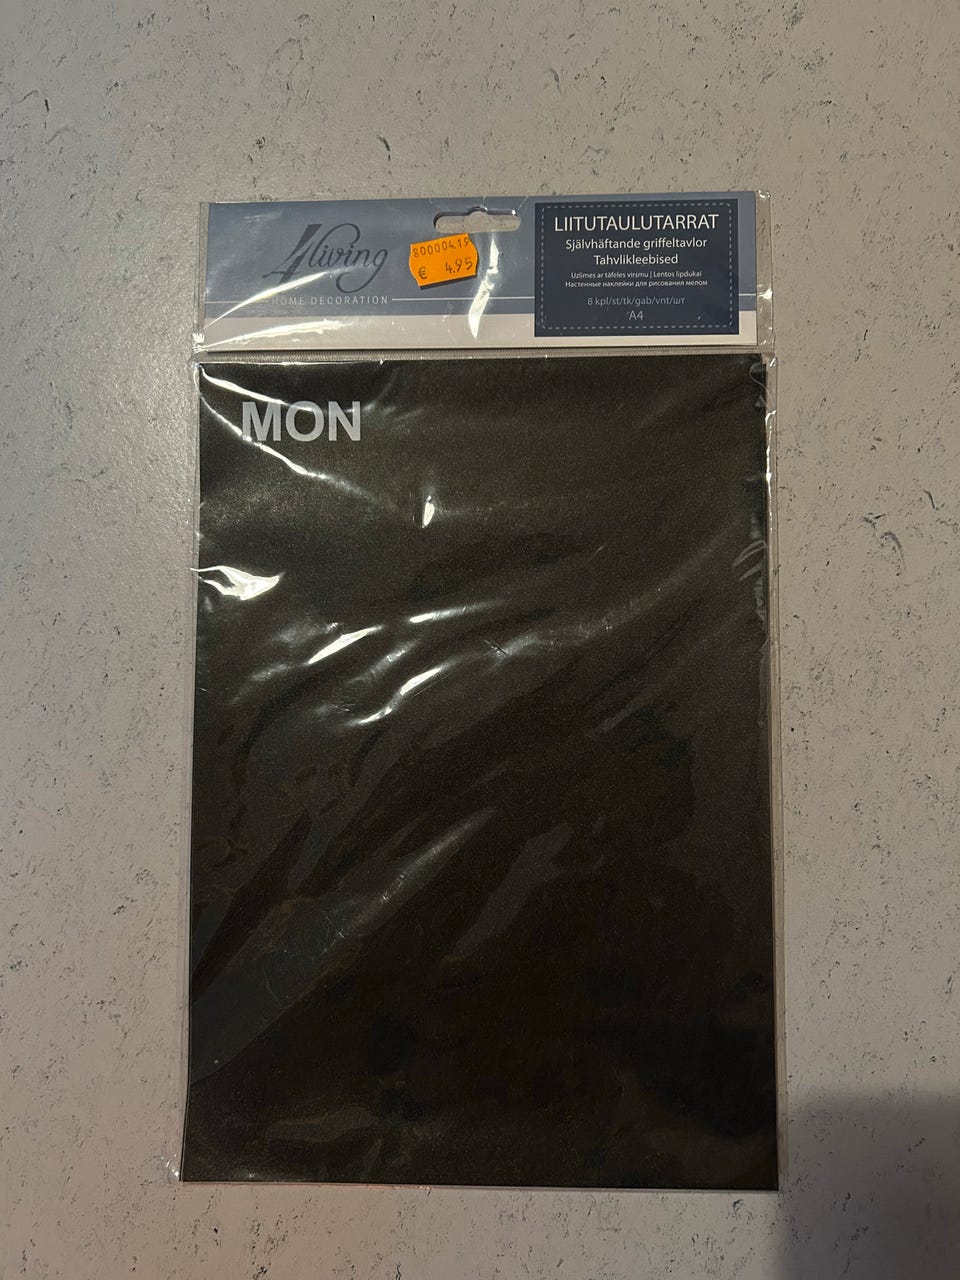 4living
HOME DECORATION
80000419
€ 4.95
LIITUTAULUTARRAT
Självhäftande griffeltavlor
Tahvlikleebised
Uzlīmes ar tāfeles virsmu | Lentos lipdukai
Настенные наклейки для рисования мелом
8 kpl/st/tk/gab/vnt/шт
A4
MON